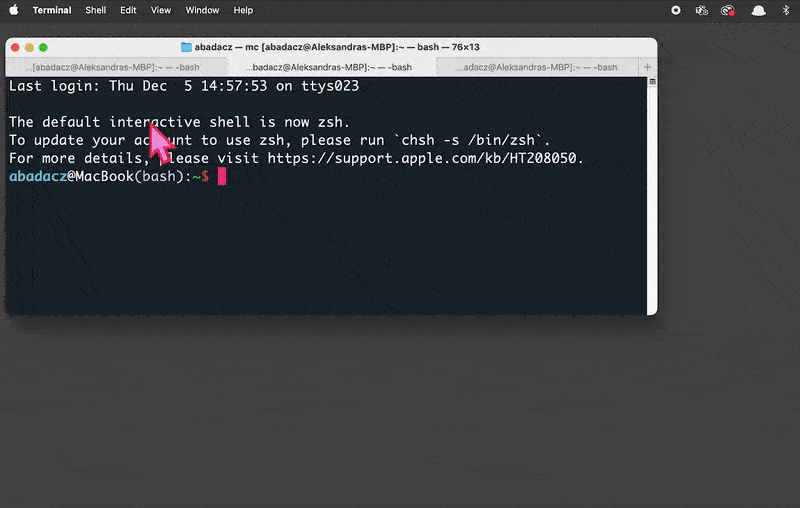 Terminal Shell Edit View Window Help
abadacz — mc [abadacz@Aleksandras-MBP]:~ — bash — 76×13
...[abadacz@Aleksandras-MBP]:~ — -bash ...badacz@Aleksandras-MBP]:~ — -bash ...adacz@Aleksandras-MBP]:~ — -bash +
Last login: Thu Dec 5 14:57:53 on ttys023
The default interactive shell is now zsh.
To update your account to use zsh, please run `chsh -s /bin/zsh`.
For more details, please visit https://support.apple.com/kb/HT208050.
abadacz@MacBook(bash):~$